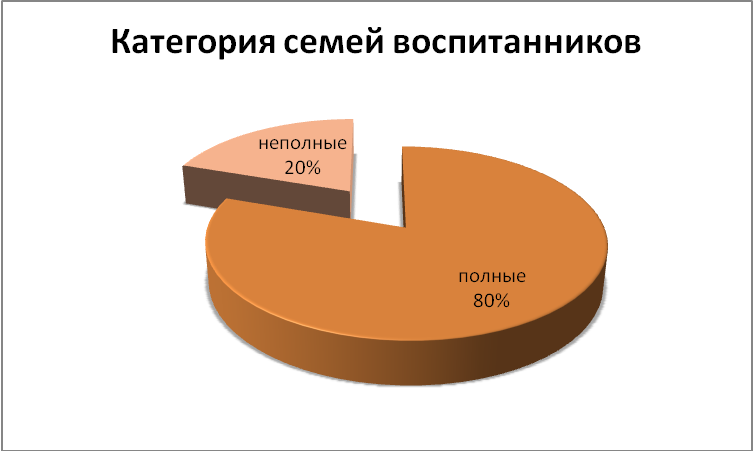 Категория семей воспитанников
неполные
20%
полные
80%